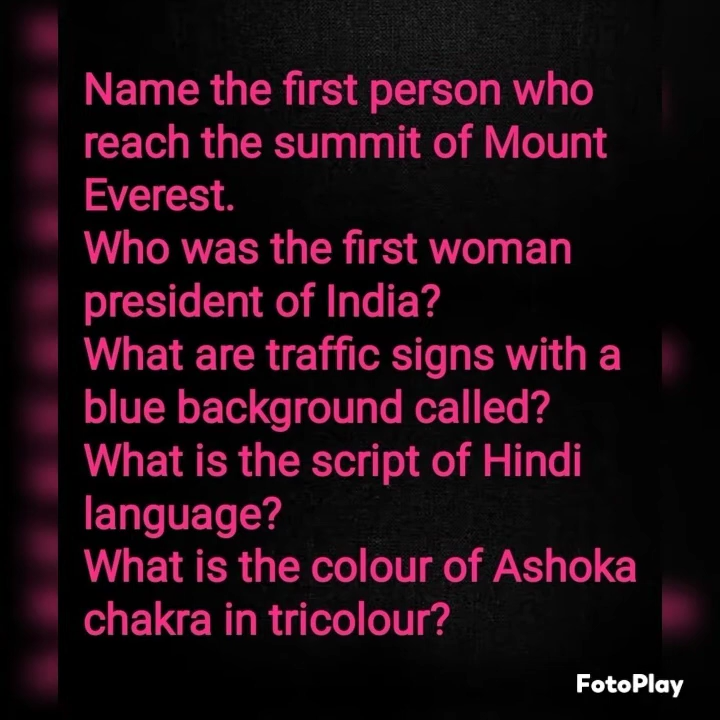 Name the first person who
reach the summit of Mount
Everest.
Who was the first woman
president of India?
What are traffic signs with a
blue background called?
What is the script of Hindi
language?
What is the colour of Ashoka
chakra in tricolour?
FotoPlay